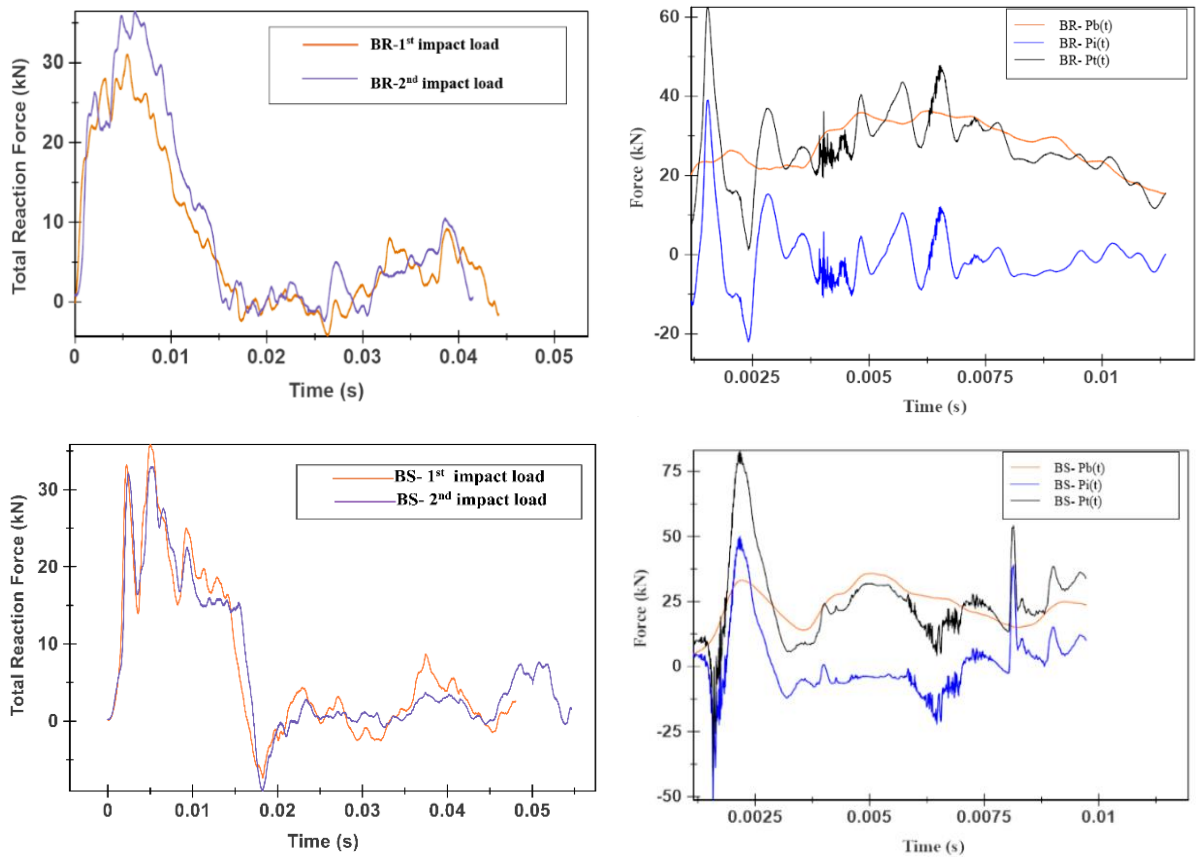 Total Reaction Force (kN)
30
20
10
0
BR-1st impact load
BR-2nd impact load
0
0.01
0.02
0.03
0.04
0.05
Time (s)
Force (kN)
60
40
20
0
-20
BR- Pb(t)
BR- Pi(t)
BR- Pt(t)
0.0025
0.005
0.0075
0.01
Time (s)
Total Reaction Force (kN)
30
20
10
0
BS- 1st impact load
BS- 2nd impact load
0
0.01
0.02
0.03
0.04
0.05
Time (s)
Force (kN)
75
50
25
0
-25
-50
BS- Pb(t)
BS- Pi(t)
BS- Pt(t)
0.0025
0.005
0.0075
0.01
Time (s)